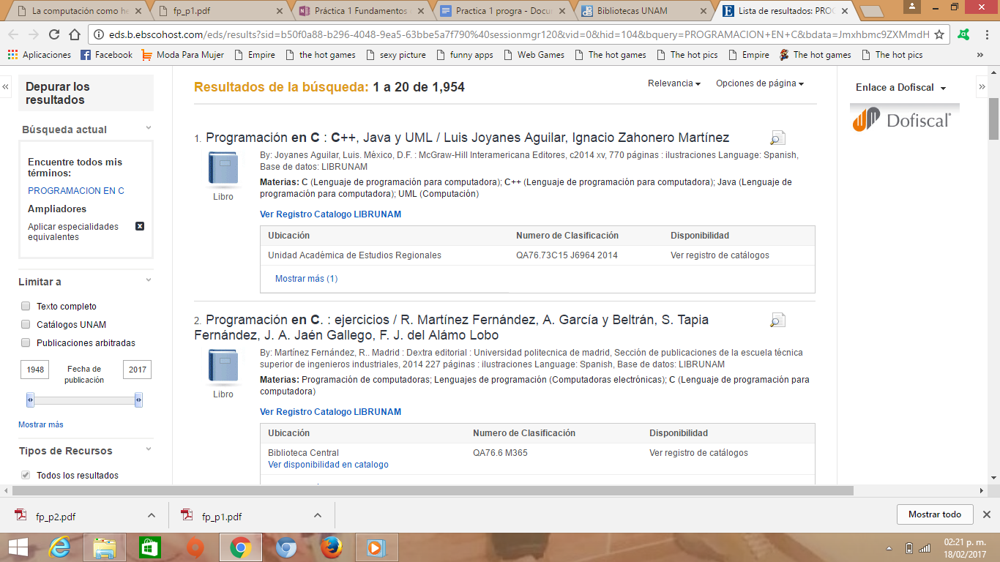 La computación como he
fp_p1.pdf
Práctica 1 Fundamentos
Practica 1 progra - Docu
Bibliotecas UNAM
Lista de resultados: PRO
eds.b.ebscohost.com/eds/results?sid=b50f0a88-b296-4048-9ea5-63bbe5a7f790%40sessionmgr120&vid=0&hid=104&bquery=PROGRAMACION+EN+C&bdata=Jmxhbmc9ZXMmdH
Aplicaciones
Facebook
Moda Para Mujer
Empire
the hot games
sexy picture
funny apps
Web Games
The hot games
The hot pics
Empire
The hot games
The hot pics
»
«
Depurar los
resultados
Búsqueda actual
Encuentre todos mis
términos:
PROGRAMACION EN C
Ampliadores
Aplicar especialidades
equivalentes
Limitar a
Texto completo
Catálogos UNAM
Publicaciones arbitradas
1948
Fecha de
publicación
2017
Mostrar más
Tipos de Recursos
Todos los resultados
Resultados de la búsqueda: 1 a 20 de 1,954
Relevancia
Opciones de página
1. Programación en C : C++, Java y UML / Luis Joyanes Aguilar, Ignacio Zahonero Martínez
Libro
By: Joyanes Aguilar, Luis. México, D.F. : McGraw-Hill Interamericana Editores, c2014 xv, 770 páginas : ilustraciones Language: Spanish,
Base de datos: LIBRUNAM
Materias: C (Lenguaje de programación para computadora); C++ (Lenguaje de programación para computadora); Java (Lenguaje de
programación para computadora); UML (Computación)
Ver Registro Catalogo LIBRUNAM
Ubicación
Numero de Clasificación
Disponibilidad
Unidad Académica de Estudios Regionales
QA76.73C15 J6964 2014
Ver registro de catálogos
Mostrar más (1)
2. Programación en C. : ejercicios / R. Martínez Fernández, A. García y Beltrán, S. Tapia
Fernández, J. A. Jaén Gallego, F. J. del Alámo Lobo
Libro
By: Martínez Fernández, R.. Madrid : Dextra editorial : Universidad politecnica de madrid, Sección de publicaciones de la escuela técnica
superior de ingenieros industriales, 2014 227 páginas : ilustraciones Language: Spanish, Base de datos: LIBRUNAM
Materias: Programación de computadoras; Lenguajes de programación (Computadoras electrónicas); C (Lenguaje de programación para
computadora)
Ver Registro Catalogo LIBRUNAM
Ubicación
Numero de Clasificación
Disponibilidad
Biblioteca Central
QA76.6 M365
Ver registro de catálogos
Ver disponibilidad en catalogo
»
Enlace a Dofiscal
Dofiscal
fp_p2.pdf
fp_p1.pdf
Mostrar todo
02:21 p. m.
18/02/2017